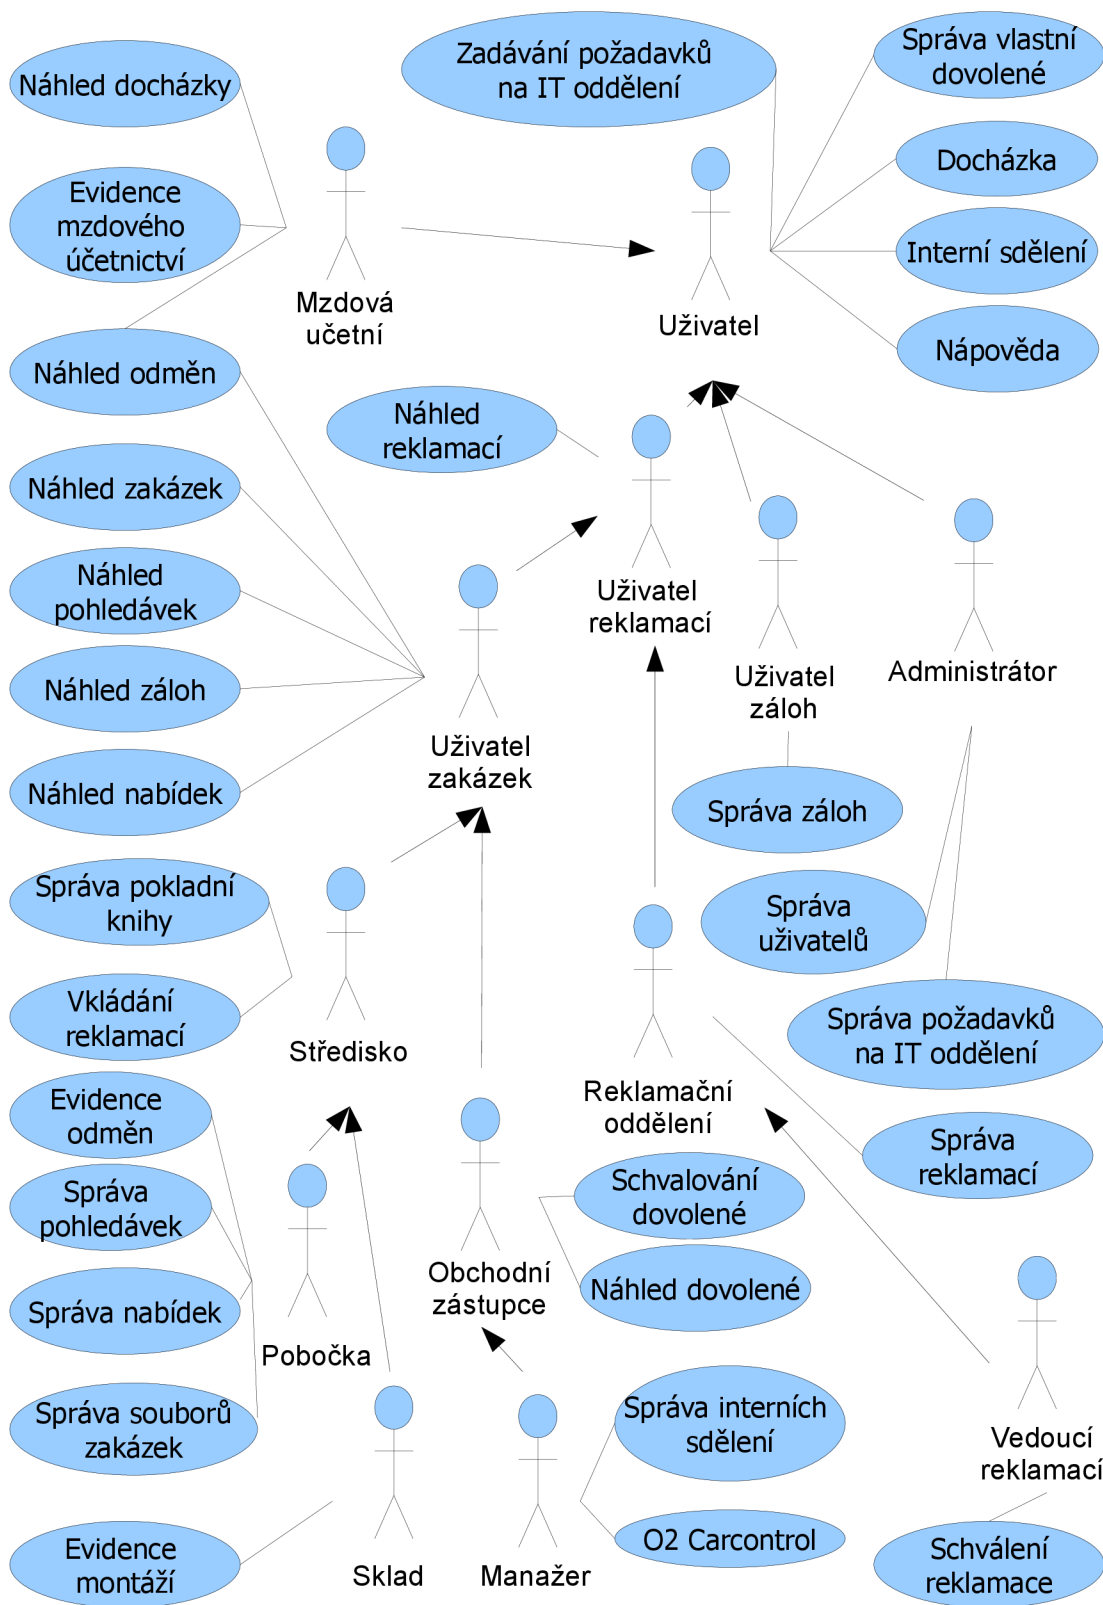 Zadávání požadavků
na IT oddělení
Správa vlastní
dovolené
Náhled docházky
Docházka
Evidence
mzdového
účetnictví
Interní sdělení
Mzdová
učetní
Uživatel
Nápověda
Náhled odměn
Náhled
reklamací
Náhled zakázek
Náhled
pohledávek
Uživatel
reklamací
Uživatel
záloh
Administrátor
Náhled záloh
Uživatel
zakázek
Náhled nabídek
Správa záloh
Správa pokladní
knihy
Správa
uživatelů
Vkládání
reklamací
Středisko
Správa požadavků
na IT oddělení
Evidence
odměn
Reklamační
oddělení
Správa
reklamací
Správa
pohledávek
Schvalování
dovolené
Obchodní
zástupce
Náhled dovolené
Správa nabídek
Pobočka
Správa souborů
zakázek
Správa interních
sdělení
Vedoucí
reklamací
O2 Carcontrol
Evidence
montáží
Sklad
Manažer
Schválení
reklamace